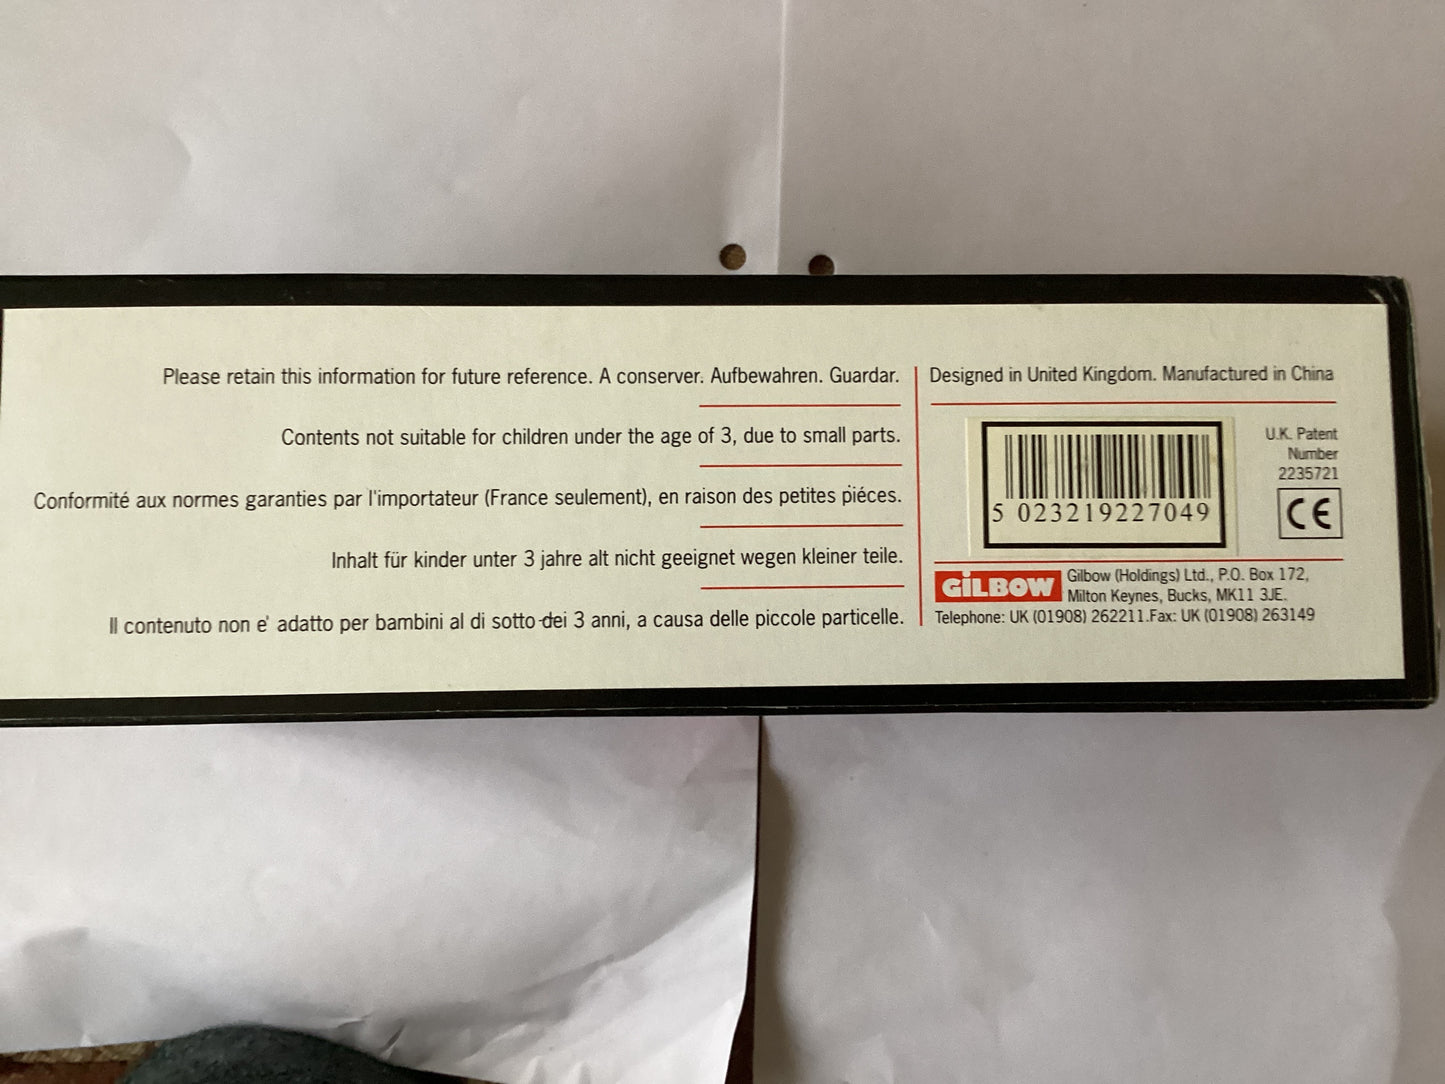 Please retain this information for future reference. A conserver. Aufbewahren. Guardar.
Contents not suitable for children under the age of 3, due to small parts.
Conformité aux normes garanties par l'importateur (France seulement), en raison des petites piéces.
Inhalt für kinder unter 3 jahre alt nicht geeignet wegen kleiner teile.
Il contenuto non e' adatto per bambini al di sotto dei 3 anni, a causa delle piccole particelle.
Designed in United Kingdom. Manufactured in China
5 023219227049
U.K. Patent
Number
2235721
CE
GiLBOW
Gilbow (Holdings) Ltd., P.O. Box 172,
Milton Keynes, Bucks, MK11 3JE.
Telephone: UK (01908) 262211.Fax: UK (01908) 263149